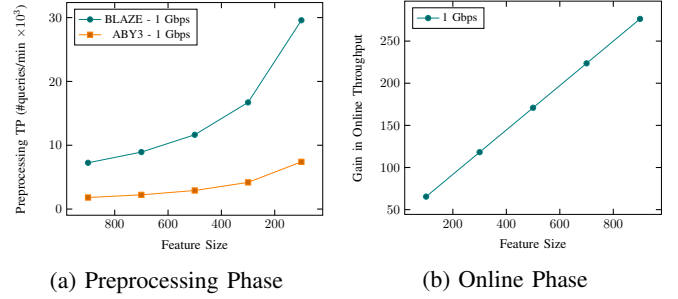 BLAZE - 1 Gbps
ABY3 - 1 Gbps
Preprocessing TP (#queries/min ×10³)
30
20
10
0
800 600 400 200
Feature Size
(a) Preprocessing Phase
1 Gbps
Gain in Online Throughput
250
200
150
100
50
200 400 600 800
Feature Size
(b) Online Phase